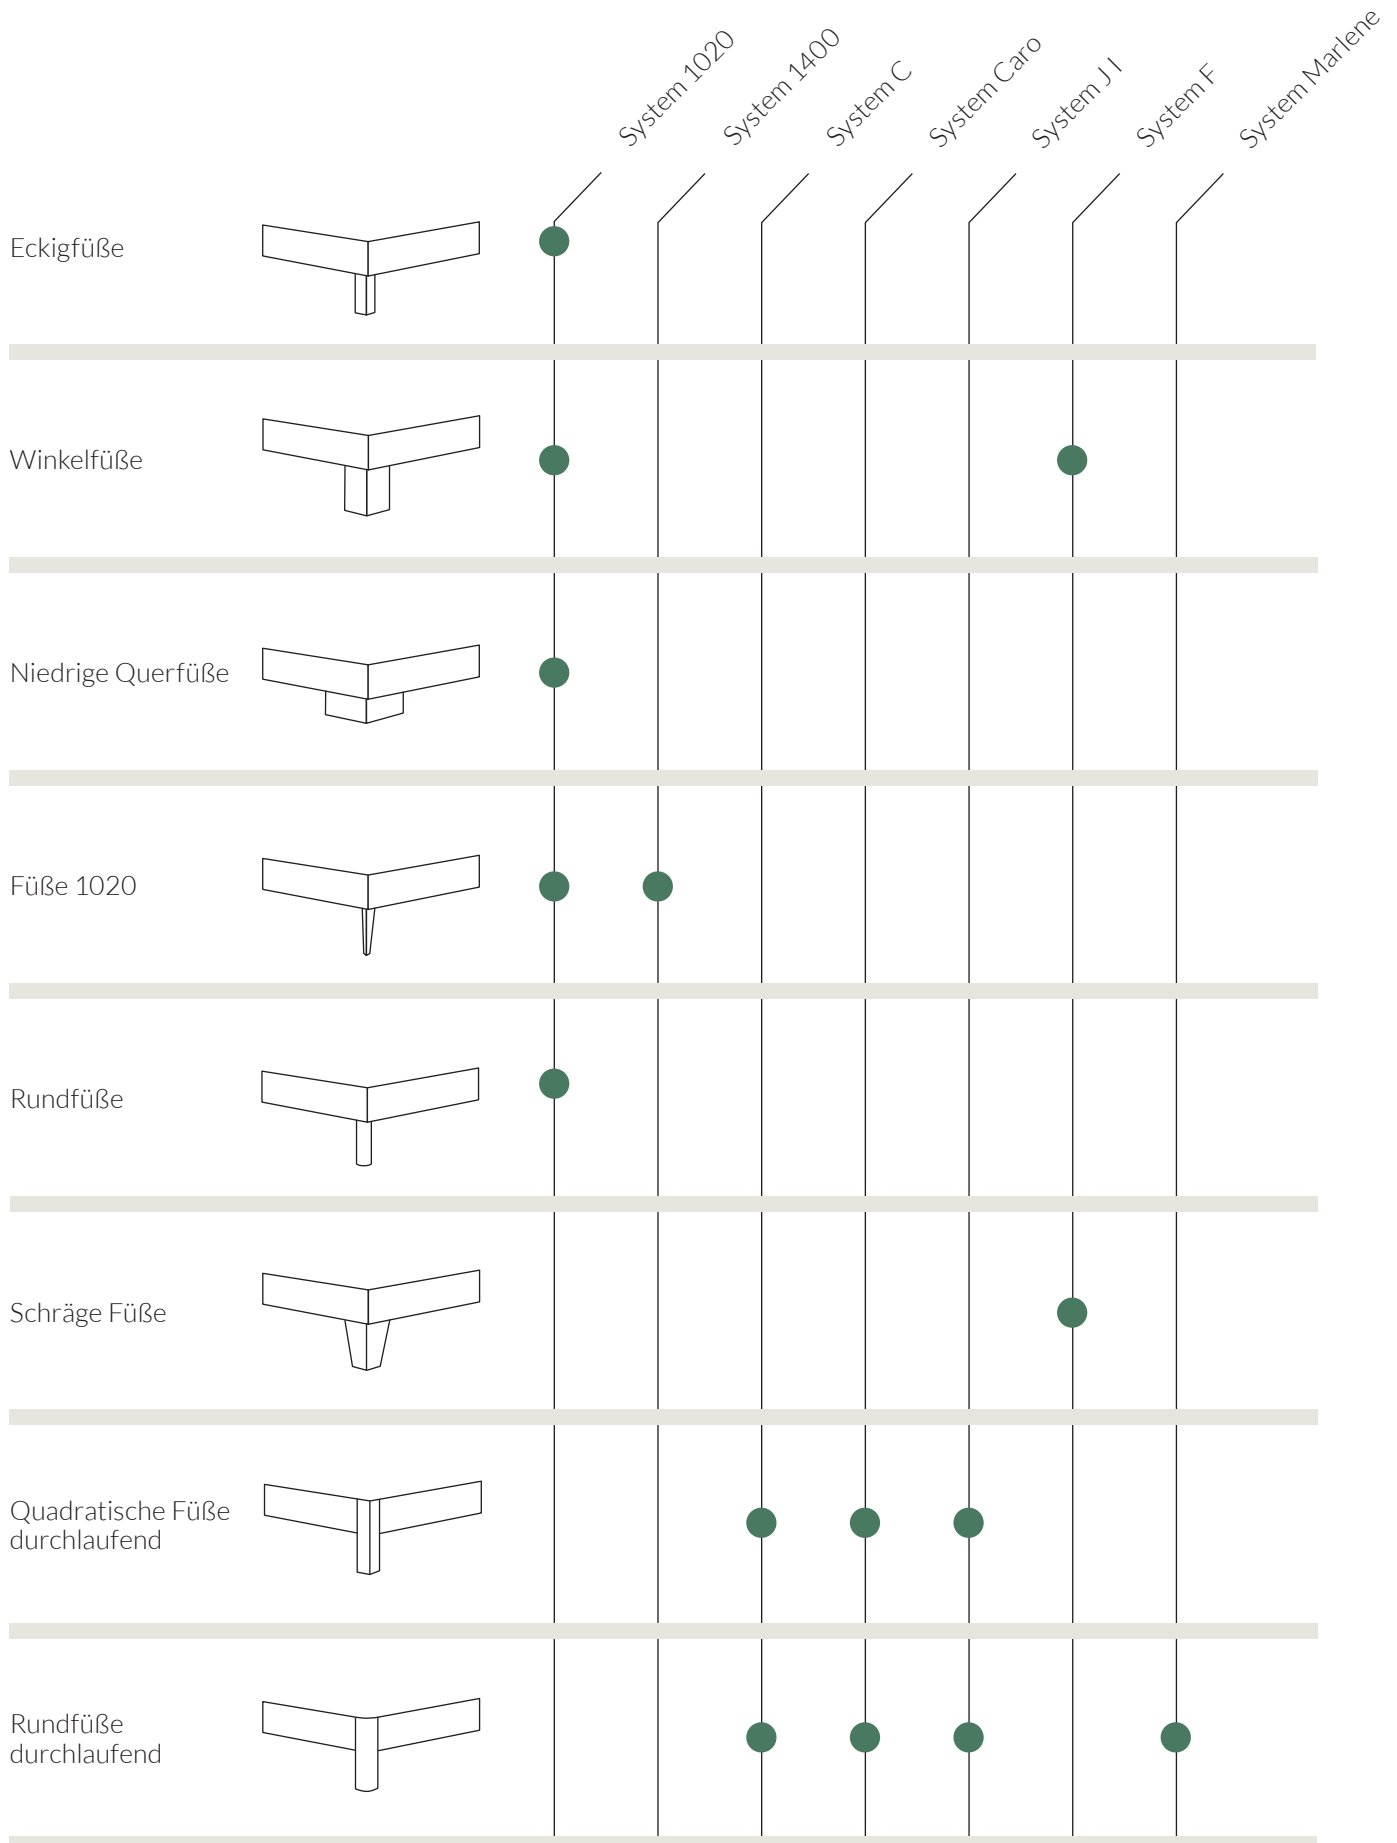 System 1020
System 1400
System C
System Caro
System J I
System F
System Marlene
Eckigfüße
Winkelfüße
Niedrige Querfüße
Füße 1020
Rundfüße
Schräge Füße
Quadratische Füße
durchlaufend
Rundfüße
durchlaufend